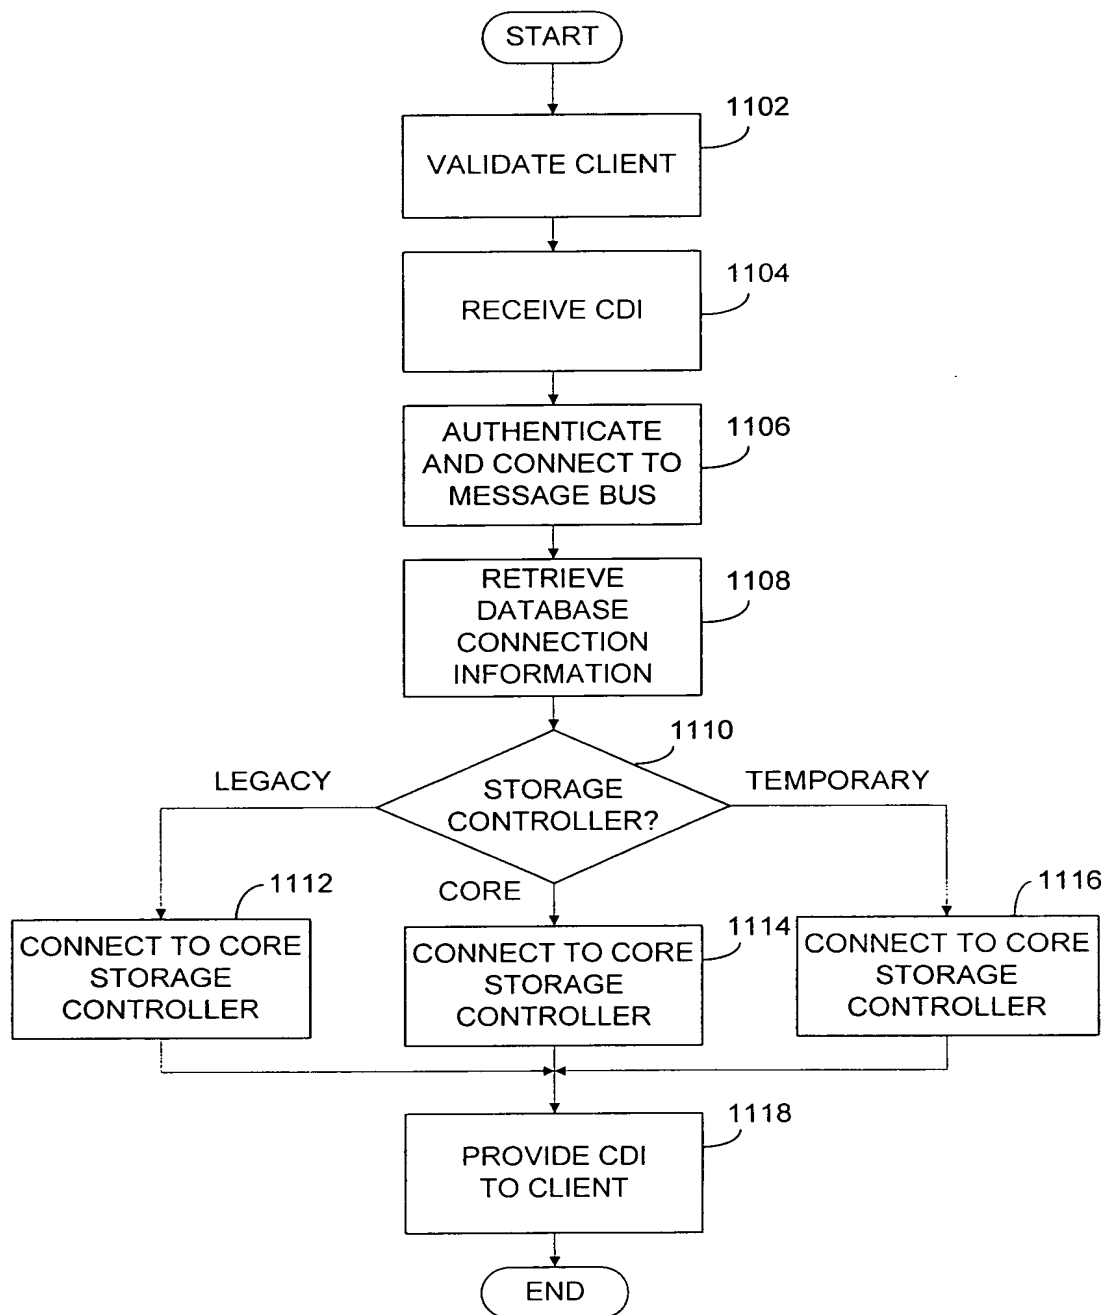 START
1102
VALIDATE CLIENT
1104
RECEIVE CDI
1106
AUTHENTICATE
AND CONNECT TO
MESSAGE BUS
1108
RETRIEVE
DATABASE
CONNECTION
INFORMATION
1110
LEGACY
STORAGE
CONTROLLER?
TEMPORARY
CORE
1112
CONNECT TO CORE
STORAGE
CONTROLLER
1114
CONNECT TO CORE
STORAGE
CONTROLLER
1116
CONNECT TO CORE
STORAGE
CONTROLLER
1118
PROVIDE CDI
TO CLIENT
END